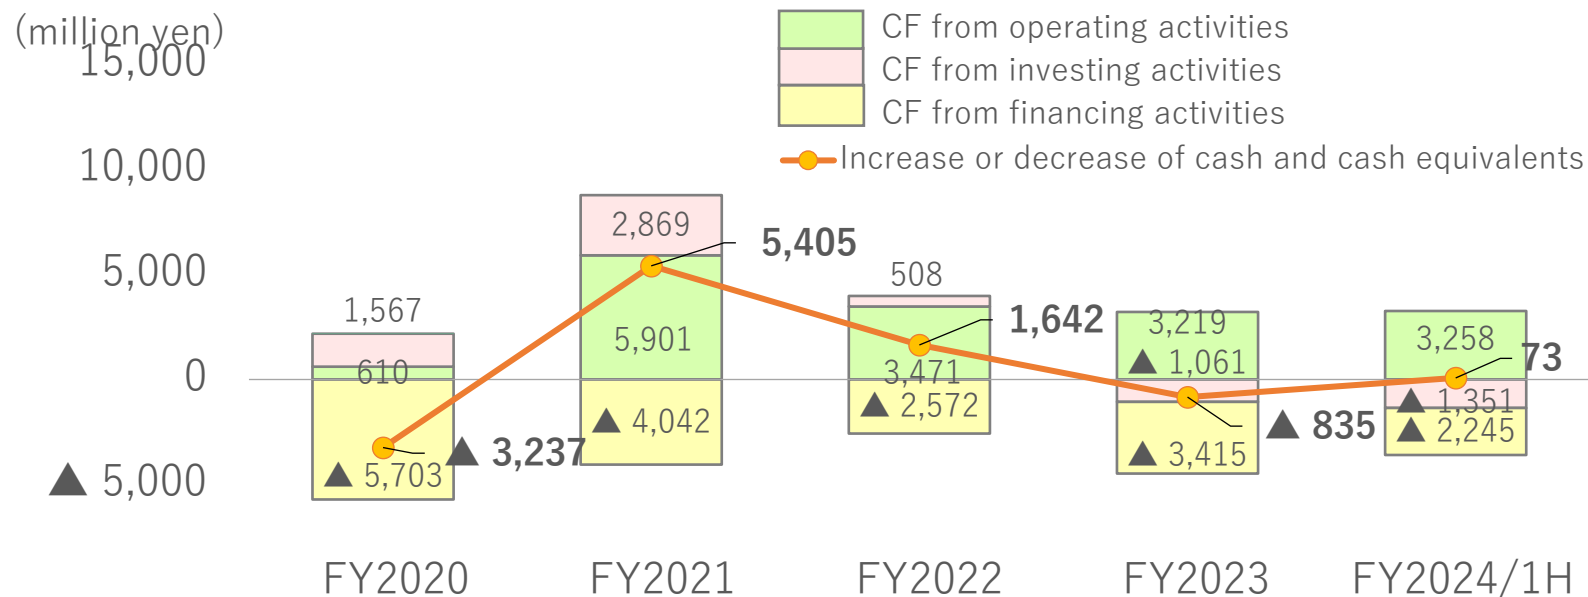 (million yen)
15,000
10,000
5,000
0
▲ 5,000
CF from operating activities
CF from investing activities
CF from financing activities
Increase or decrease of cash and cash equivalents
1,567
610
▲ 5,703
▲ 3,237
2,869
5,901
▲ 4,042
5,405
508
3,471
▲ 2,572
1,642
3,219
▲ 1,061
▲ 3,415
▲ 835
3,258
▲ 1,351
▲ 2,245
73
FY2020
FY2021
FY2022
FY2023
FY2024/1H